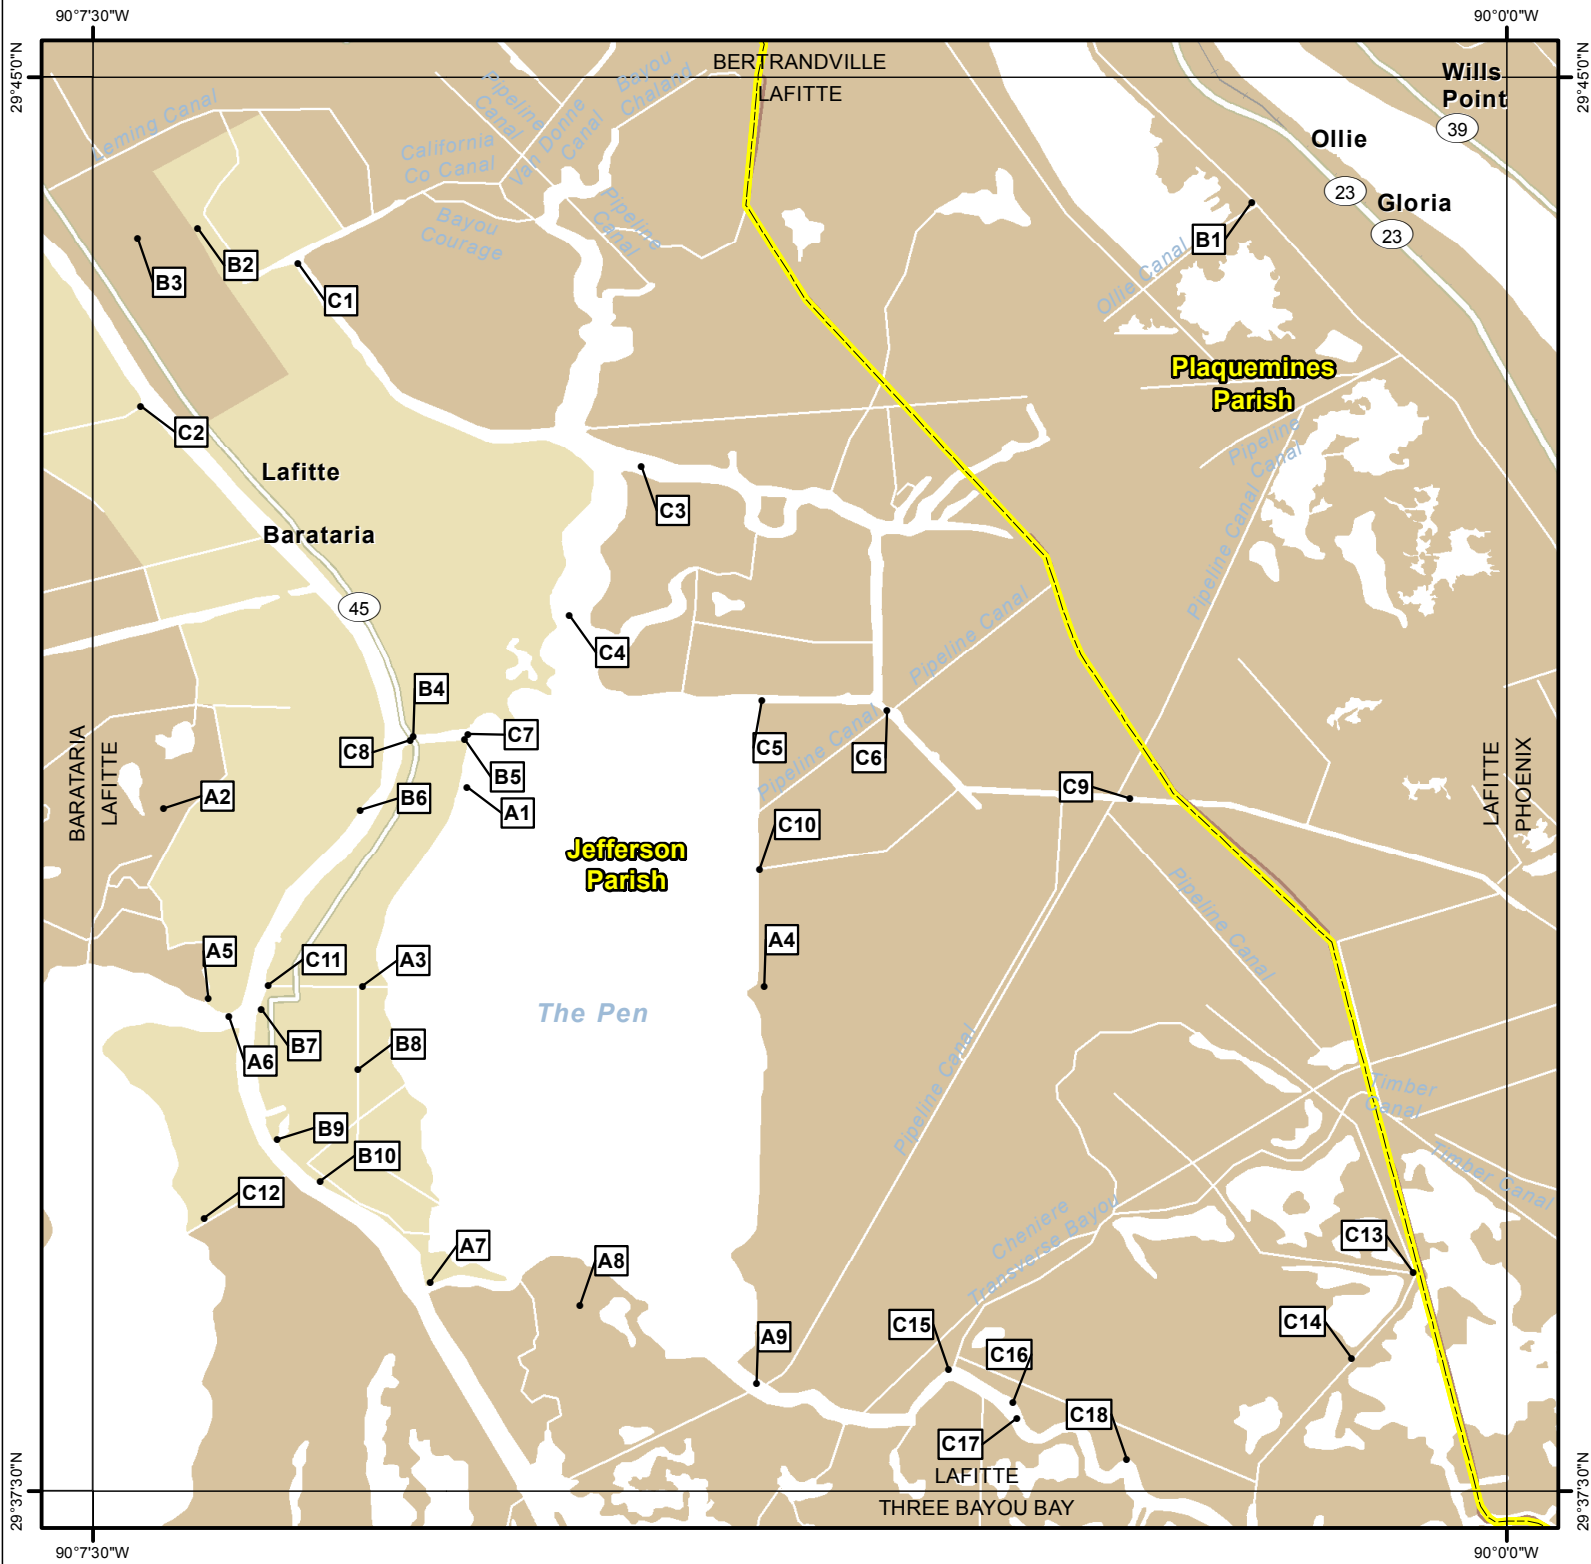 90°7'30"W
90°0'0"W
29°45'0"N
29°45'0"N
BERTRANDVILLE
LAFITTE
Wills
Point
39
Ollie
23
Gloria
23
Leming Canal
Pipeline
Canal
Van Donne
Canal
Bayou
Chaland
California
Co Canal
Bayou
Courage
Pipeline
Canal
B1
Ollie Canal
B2
B3
C1
Plaquemines
Parish
C2
Lafitte
Pipeline
Canal
C3
Barataria
Pipeline Canal
45
Pipeline Canal
C4
B4
C7
C8
C5
C6
Pipeline Canal
B5
BARATARIA
LAFITTE
LAFITTE
PHOENIX
A2
B6
A1
C9
C10
Jefferson
Parish
Pipeline Canal
A5
C11
A3
A4
The Pen
B7
B8
A6
Pipeline Canal
Timber
Canal
B9
B10
Timber Canal
C12
Cheniere
Transverse Bayou
C13
A7
A8
A9
C15
C14
C16
C18
C17
LAFITTE
THREE BAYOU BAY
29°37'30"N
29°37'30"N
90°7'30"W
90°0'0"W